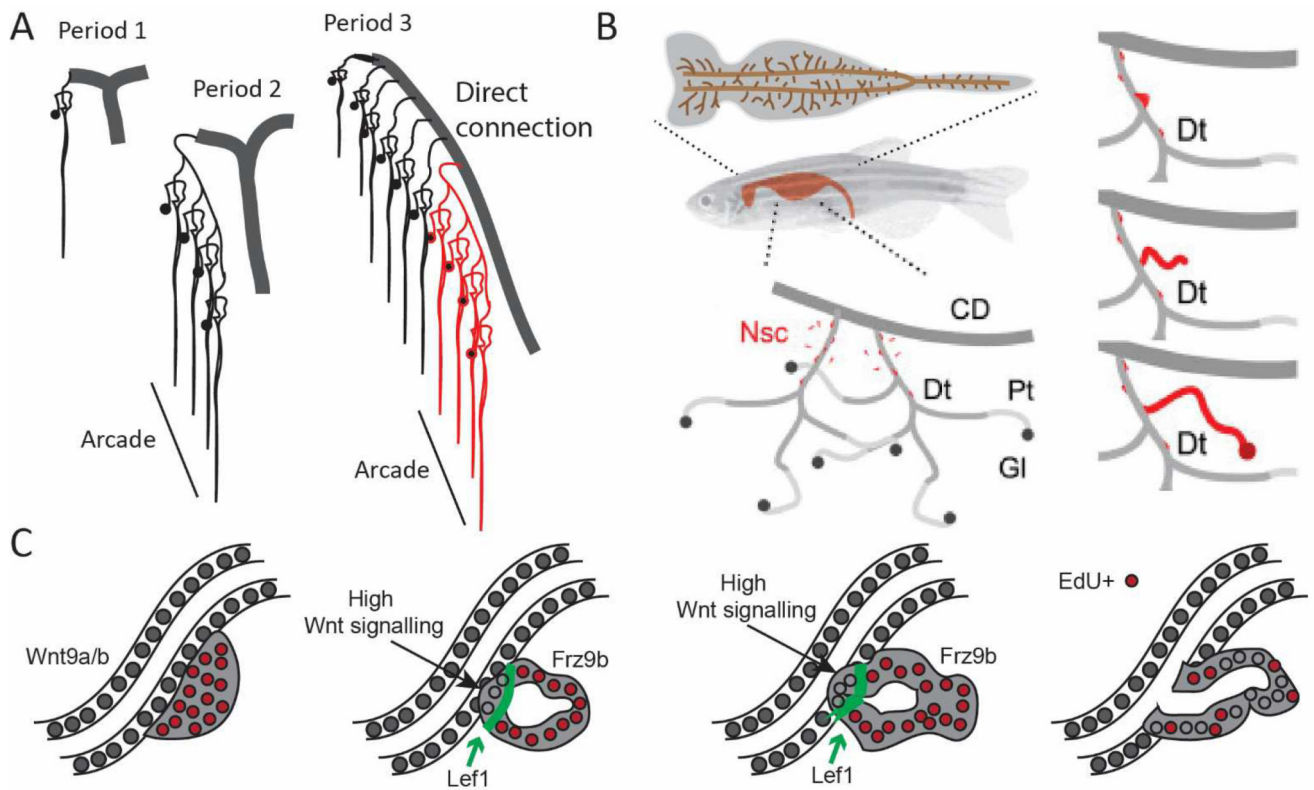 A
Period 1
Period 2
Period 3
Direct
connection
Arcade
Arcade
B
Nsc
CD
Dt
Pt
Gl
Dt
Dt
Dt
C
Wnt9a/b
High
Wnt signalling
Frz9b
Lef1
High
Wnt signalling
Frz9b
Lef1
EdU+